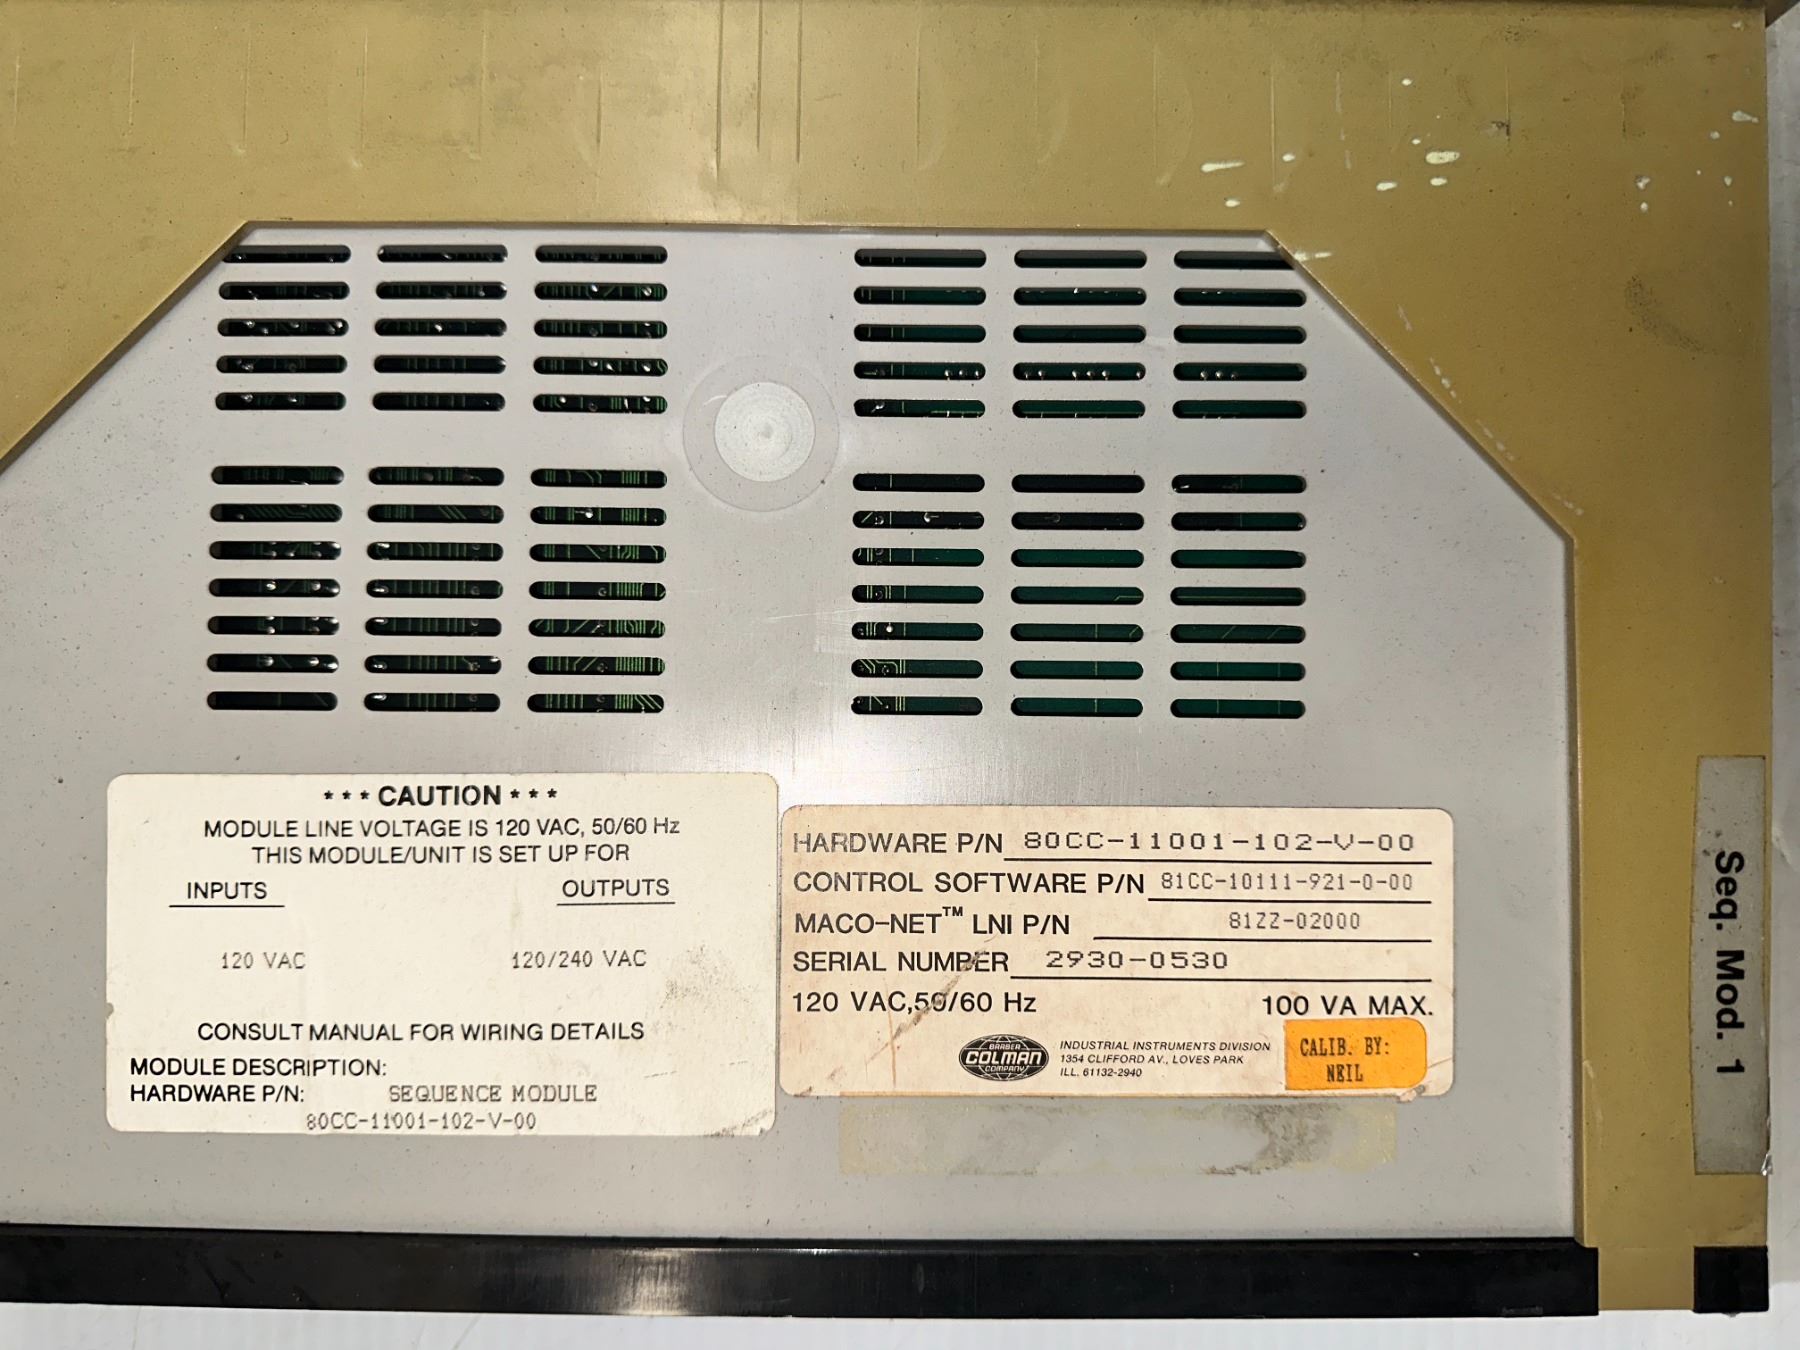 *** CAUTION ***
MODULE LINE VOLTAGE IS 120 VAC, 50/60 Hz
THIS MODULE/UNIT IS SET UP FOR
INPUTS OUTPUTS
120 VAC 120/240 VAC
CONSULT MANUAL FOR WIRING DETAILS
MODULE DESCRIPTION:
HARDWARE P/N: SEQUENCE MODULE
80CC-11001-102-V-00
HARDWARE P/N 80CC-11001-102-V-00
CONTROL SOFTWARE P/N 81CC-10111-921-0-00
MACO-NET™ LNI P/N 81ZZ-02000
SERIAL NUMBER 2930-0530
120 VAC,50/60 Hz 100 VA MAX.
BARBER
COLMAN
COMPANY
INDUSTRIAL INSTRUMENTS DIVISION
1354 CLIFFORD AV., LOVES PARK
ILL. 61132-2940
CALIB. BY:
NEIL
Seq. Mod. 1